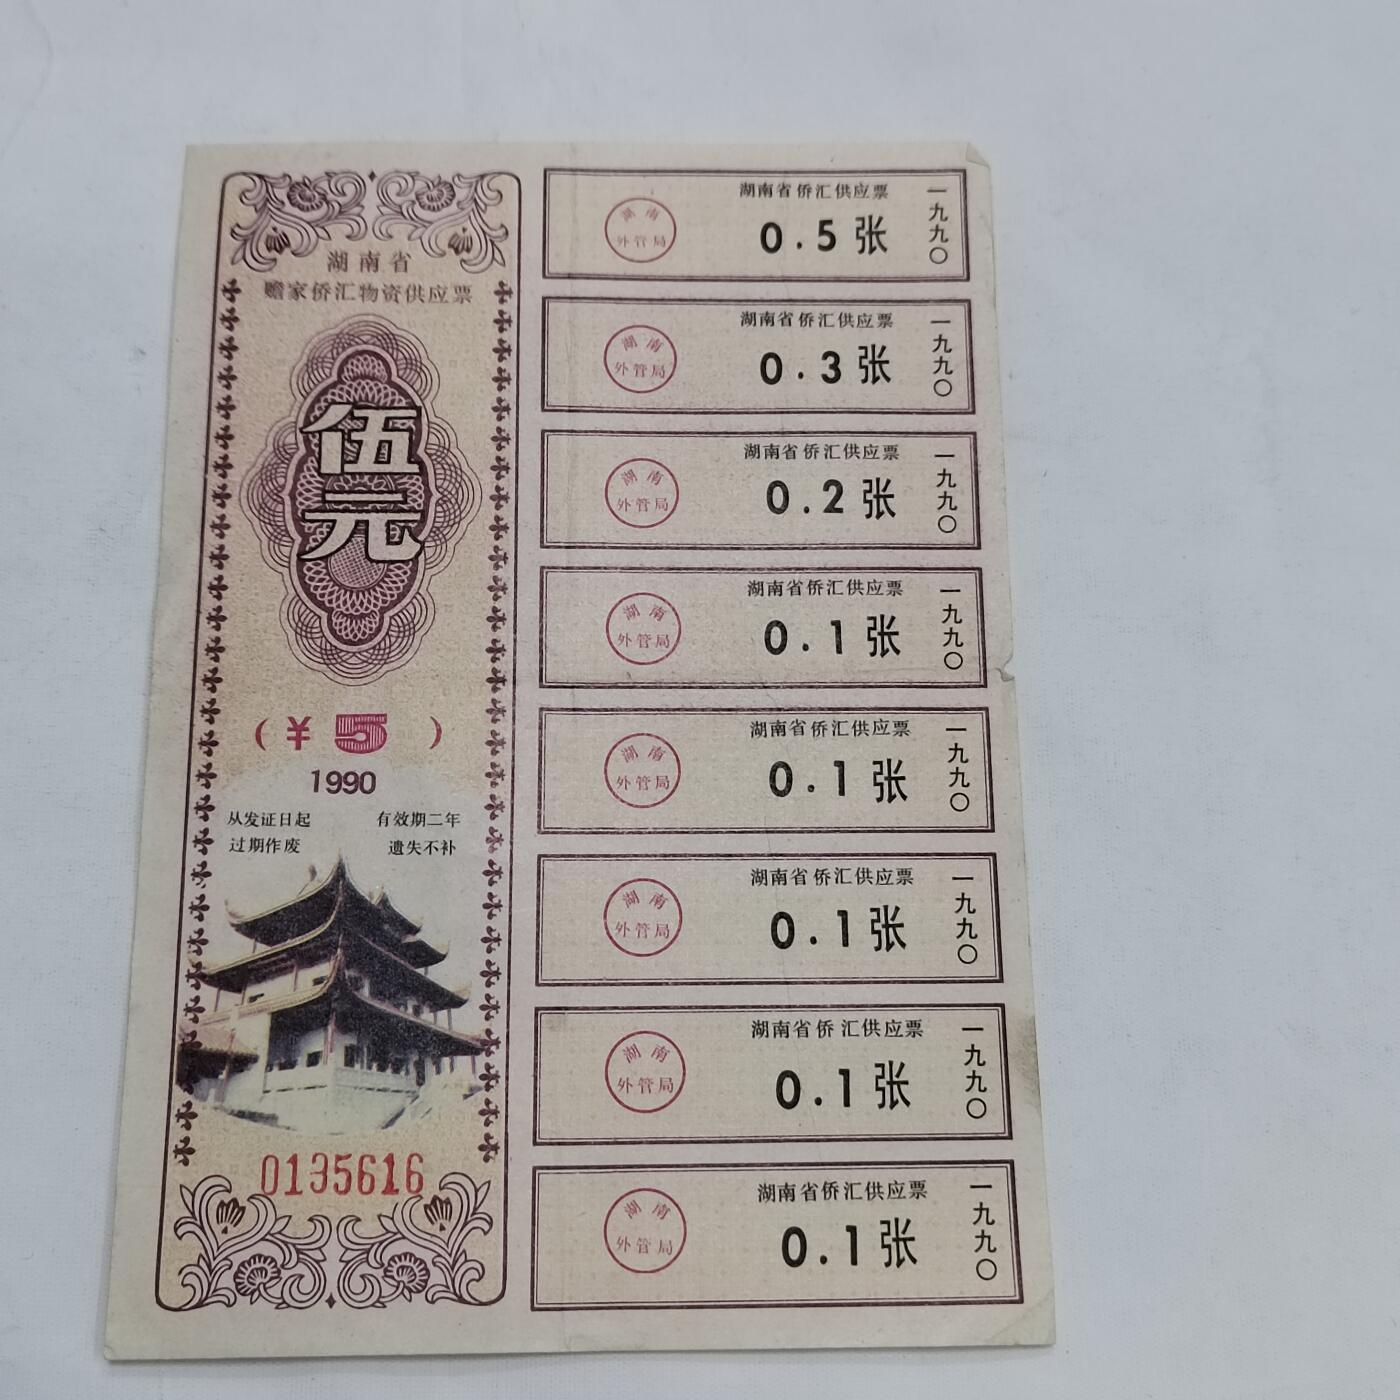 湖南省
赡家侨汇物资供应票
伍
元
(¥5)
1990
从发证日起 有效期二年
过期作废 遗失不补
0135616
湖南省侨汇供应票
0.5张
一九九〇
湖南
外管局
湖南省侨汇供应票
0.3张
一九九〇
湖南
外管局
湖南省侨汇供应票
0.2张
一九九〇
湖南
外管局
湖南省侨汇供应票
0.1张
一九九〇
湖南
外管局
湖南省侨汇供应票
0.1张
一九九〇
湖南
外管局
湖南省侨汇供应票
0.1张
一九九〇
湖南
外管局
湖南省侨汇供应票
0.1张
一九九〇
湖南
外管局
湖南省侨汇供应票
0.1张
一九九〇
湖南
外管局